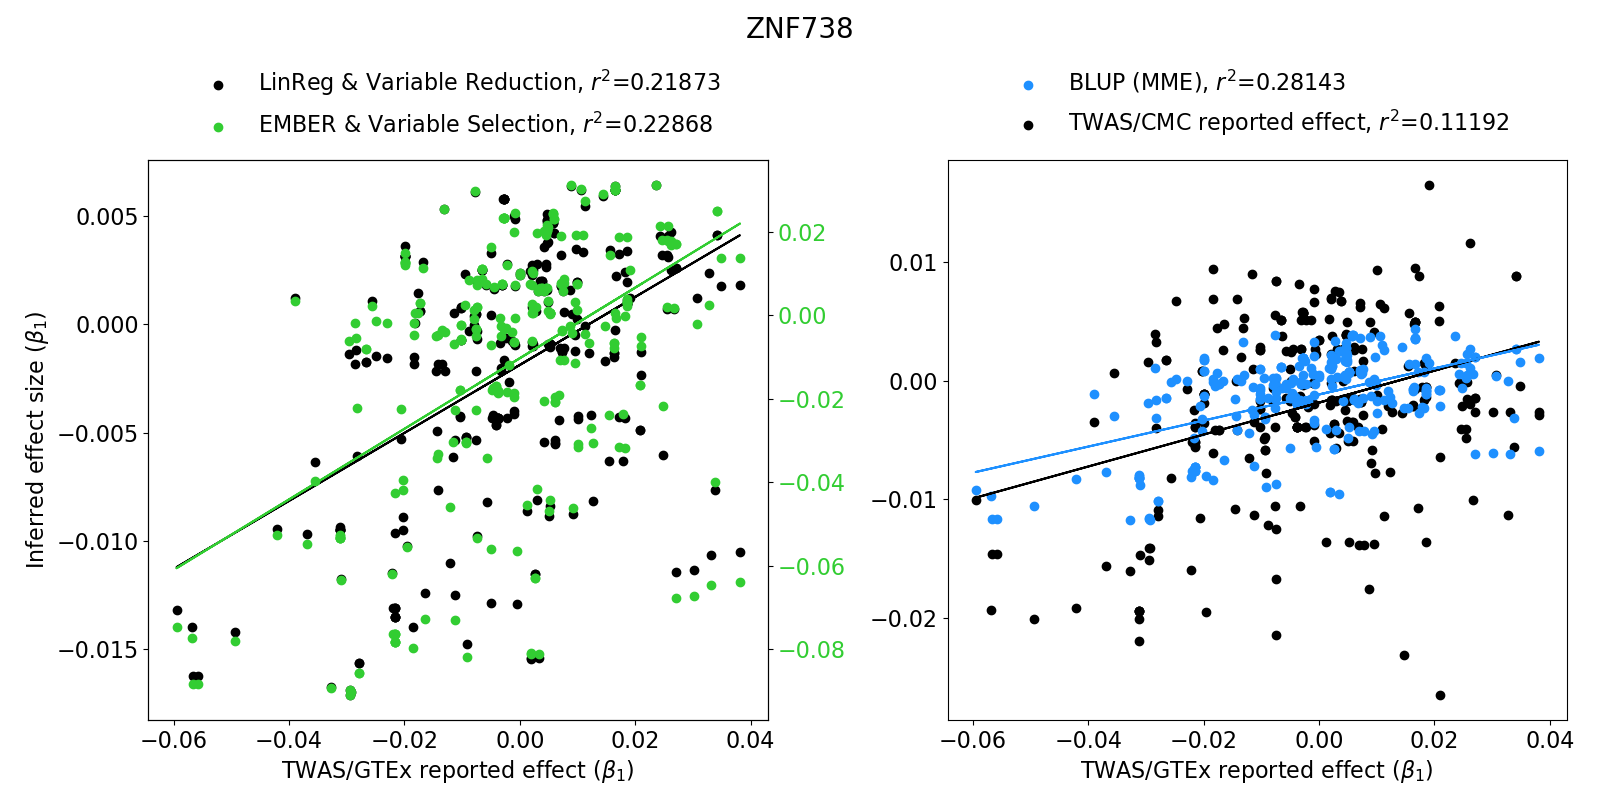 ZNF738
LinReg & Variable Reduction, r²=0.21873
EMBER & Variable Selection, r²=0.22868
BLUP (MME), r²=0.28143
TWAS/CMC reported effect, r²=0.11192
Inferred effect size (β₁)
0.005
0.000
−0.005
−0.010
−0.015
0.02
0.00
−0.02
−0.04
−0.06
−0.08
−0.06 −0.04 −0.02 0.00 0.02 0.04
TWAS/GTEx reported effect (β₁)
0.01
0.00
−0.01
−0.02
−0.06 −0.04 −0.02 0.00 0.02 0.04
TWAS/GTEx reported effect (β₁)